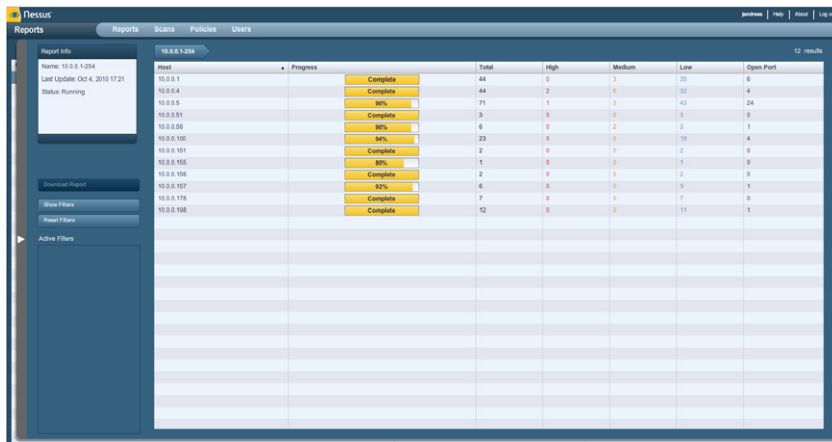 Nessus
jandress | Help | About | Log o
Reports
Reports Scans Policies Users
Report Info
Name: 10.0.0.1-254
Last Update: Oct 4, 2010 17:21
Status: Running
Download Report
Show Filters
Reset Filters
Active Filters
10.0.0.1-254
12 results
Host Progress Total High Medium Low Open Port
10.0.0.1 Complete 44 0 3 35 6
10.0.0.4 Complete 44 2 6 32 4
10.0.0.5 90% 71 1 3 43 24
10.0.0.51 Complete 3 0 0 3 0
10.0.0.56 90% 6 0 2 3 1
10.0.0.100 94% 23 0 0 19 4
10.0.0.151 Complete 2 0 0 2 0
10.0.0.155 80% 1 0 0 1 0
10.0.0.156 Complete 2 0 0 2 0
10.0.0.157 92% 6 0 0 5 1
10.0.0.178 Complete 7 0 0 7 0
10.0.0.198 Complete 12 0 0 11 1